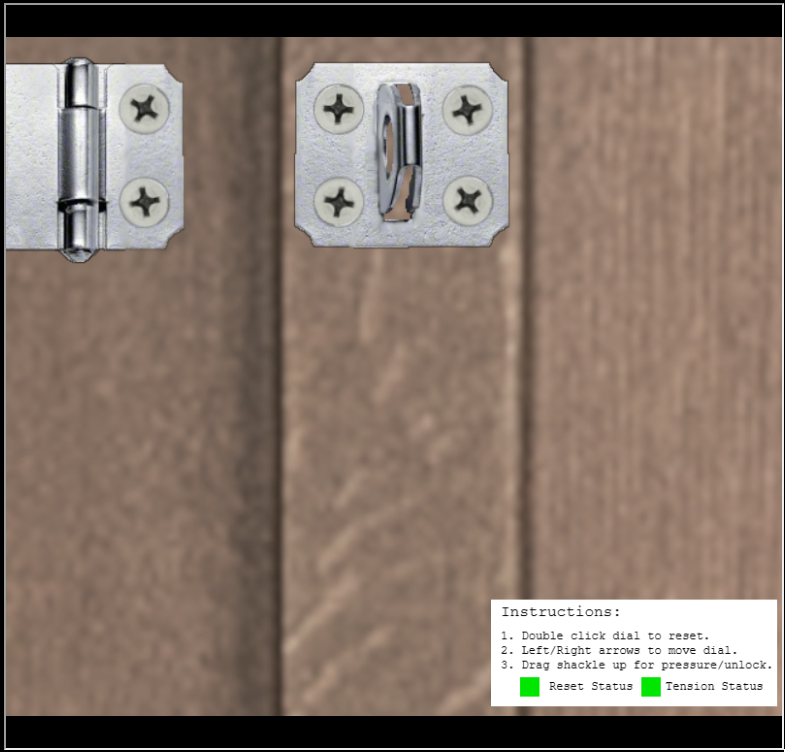 Instructions:
1. Double click dial to reset.
2. Left/Right arrows to move dial.
3. Drag shackle up for pressure/unlock.
Reset Status Tension Status